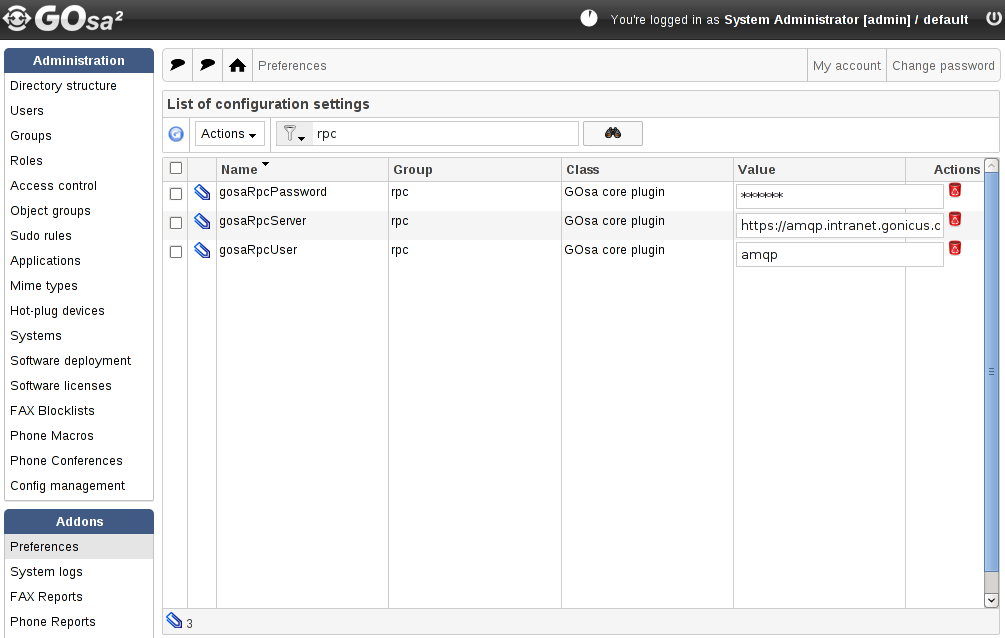 GOsa²
You're logged in as System Administrator [admin] / default
Administration
Directory structure
Users
Groups
Roles
Access control
Object groups
Sudo rules
Applications
Mime types
Hot-plug devices
Systems
Software deployment
Software licenses
FAX Blocklists
Phone Macros
Phone Conferences
Config management
Addons
Preferences
System logs
FAX Reports
Phone Reports
Preferences
My account
Change password
List of configuration settings
Actions
rpc
Name Group Class Value Actions
gosaRpcPassword rpc GOsa core plugin ******
gosaRpcServer rpc GOsa core plugin https://amqp.intranet.gonicus.c
gosaRpcUser rpc GOsa core plugin amqp
3